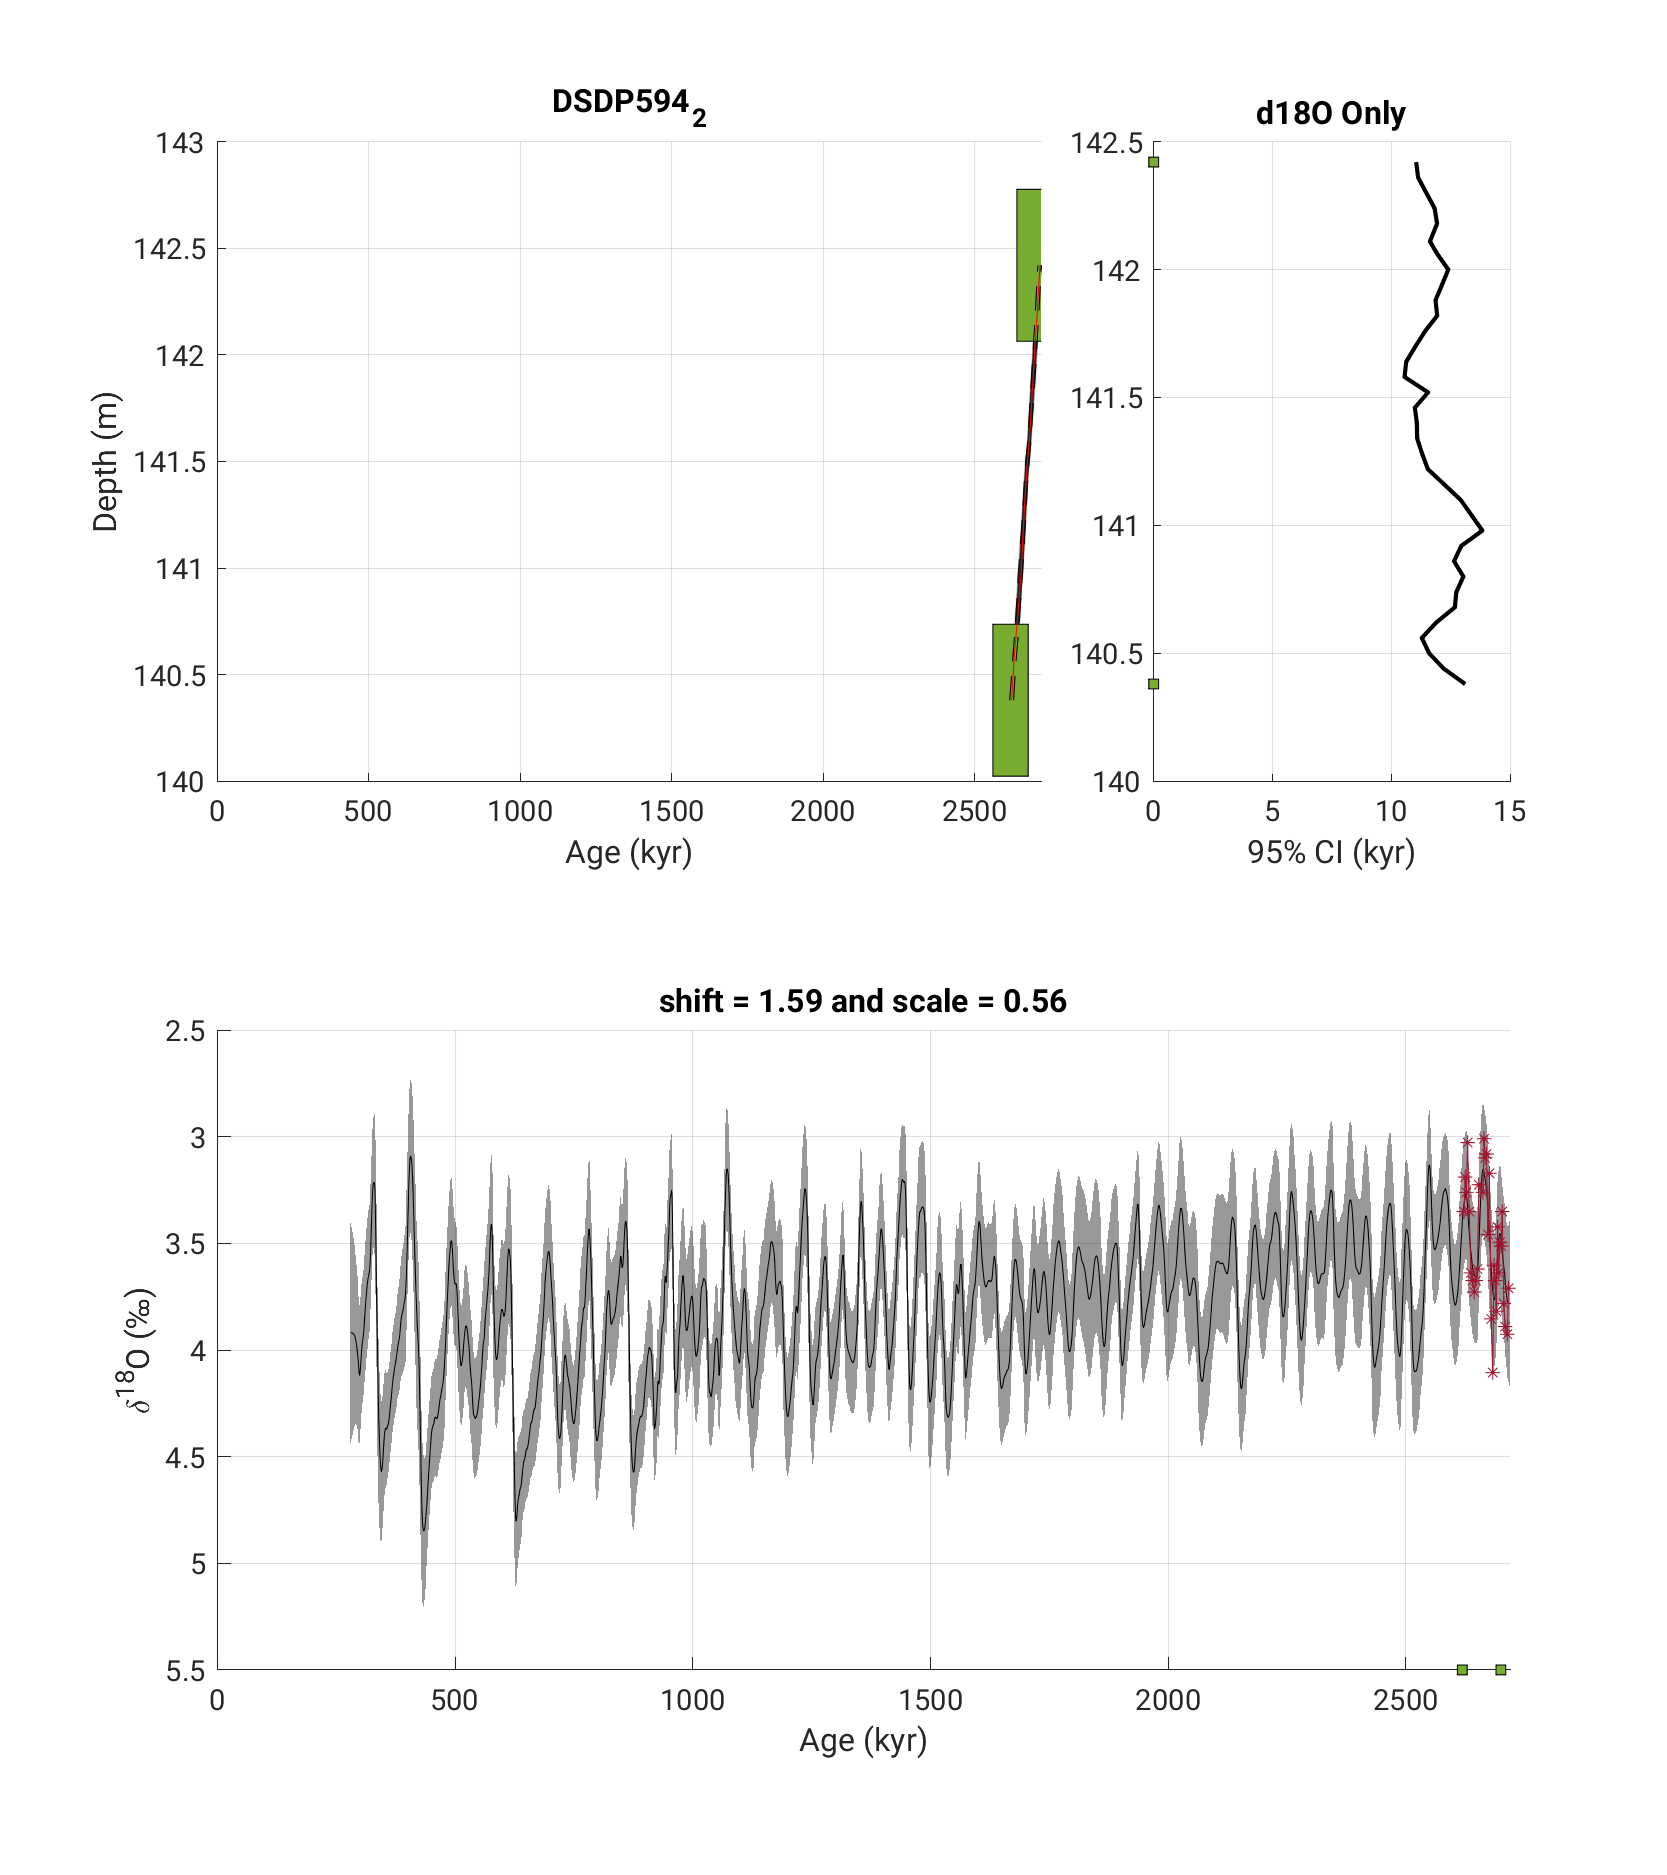 DSDP594₂
143
142.5
142
141.5
141
140.5
140
0 500 1000 1500 2000 2500
Depth (m)
Age (kyr)
d18O Only
142.5
142
141.5
141
140.5
140
0 5 10 15
95% CI (kyr)
shift = 1.59 and scale = 0.56
2.5
3
3.5
4
4.5
5
5.5
0 500 1000 1500 2000 2500
δ¹⁸O (‰)
Age (kyr)